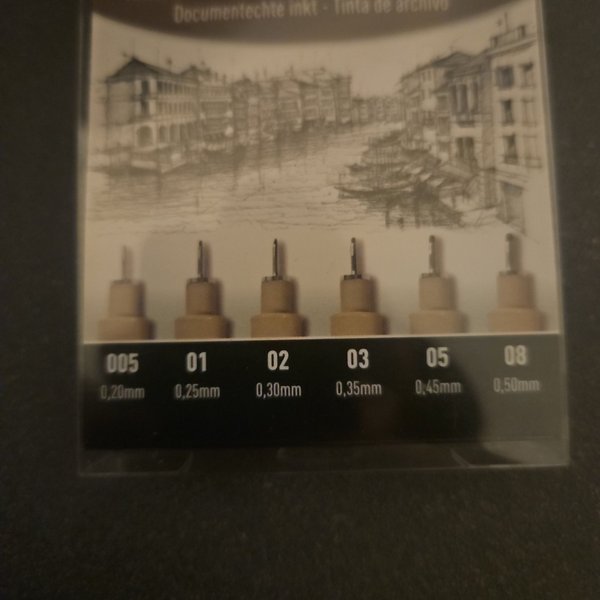 Documentechte inkt · Tinta de archivo
005 01 02 03 05 08
0,20mm 0,25mm 0,30mm 0,35mm 0,45mm 0,50mm